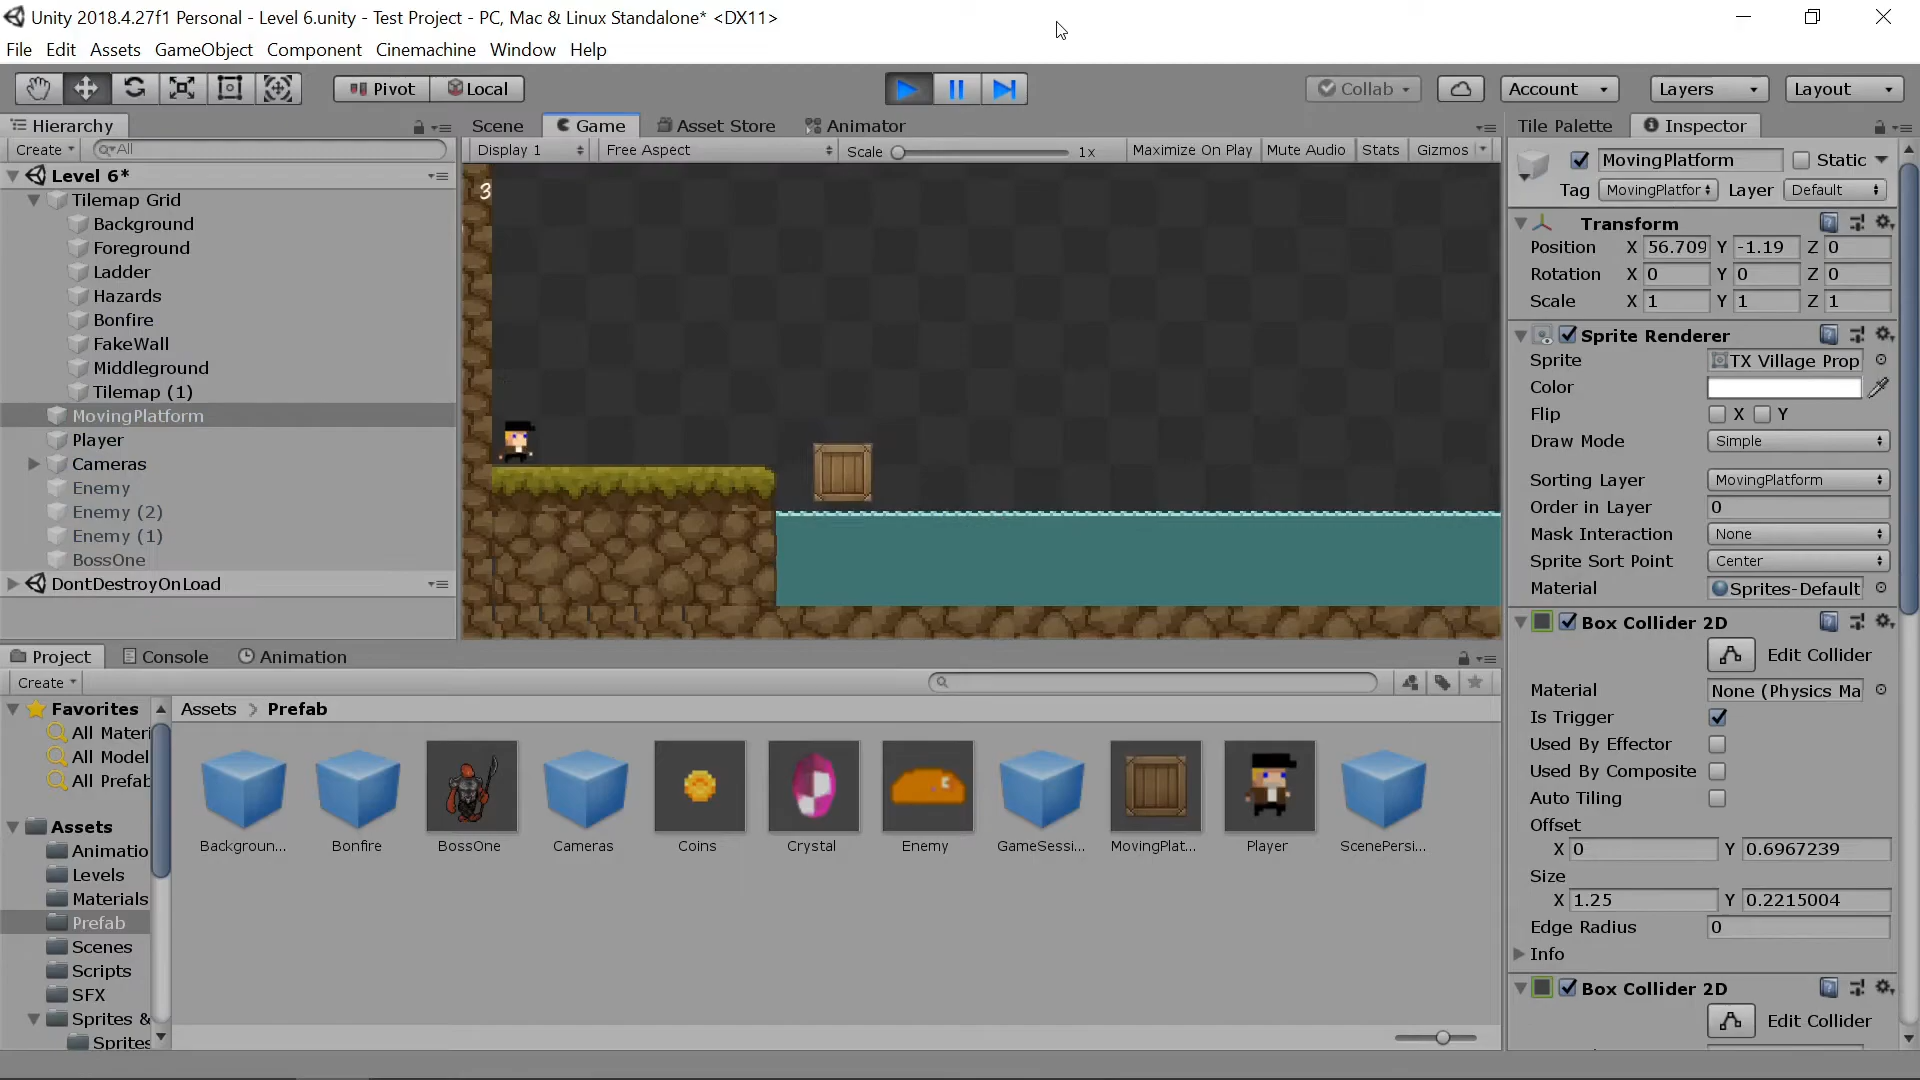 Unity 2018.4.27f1 Personal - Level 6.unity - Test Project - PC, Mac & Linux Standalone* <DX11>
File Edit Assets GameObject Component Cinemachine Window Help
Pivot Local Collab Account Layers Layout
Hierarchy
Create All
Level 6*
Tilemap Grid
Background
Foreground
Ladder
Hazards
Bonfire
FakeWall
Middleground
Tilemap (1)
MovingPlatform
Player
Cameras
Enemy
Enemy (2)
Enemy (1)
BossOne
DontDestroyOnLoad
Scene Game Asset Store Animator
Display 1 Free Aspect Scale 1x Maximize On Play Mute Audio Stats Gizmos
3
Project Console Animation
Create
Favorites
All Materi
All Model
All Prefab
Assets
Animatio
Levels
Materials
Prefab
Scenes
Scripts
SFX
Sprites &
Sprites
Assets > Prefab
Backgroun... Bonfire BossOne Cameras Coins Crystal Enemy GameSessi... MovingPlat... Player ScenePersi...
Tile Palette Inspector
MovingPlatform Static
Tag MovingPlatfor Layer Default
Transform
Position X 56.709 Y -1.19 Z 0
Rotation X 0 Y 0 Z 0
Scale X 1 Y 1 Z 1
Sprite Renderer
Sprite TX Village Prop
Color
Flip X Y
Draw Mode Simple
Sorting Layer MovingPlatform
Order in Layer 0
Mask Interaction None
Sprite Sort Point Center
Material Sprites-Default
Box Collider 2D
Edit Collider
Material None (Physics Ma
Is Trigger
Used By Effector
Used By Composite
Auto Tiling
Offset
X 0 Y 0.6967239
Size
X 1.25 Y 0.2215004
Edge Radius 0
Info
Box Collider 2D
Edit Collider